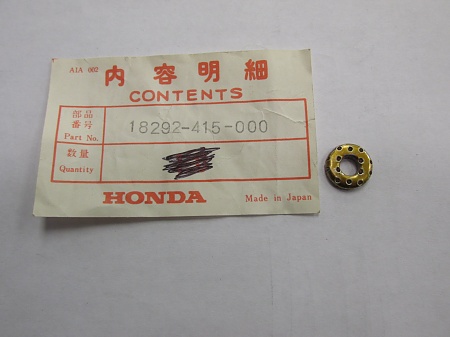 A1A 002
内容明細
CONTENTS
部品
番号
Part No.
18292-415-000
数量
Quantity
HONDA
Made in Japan